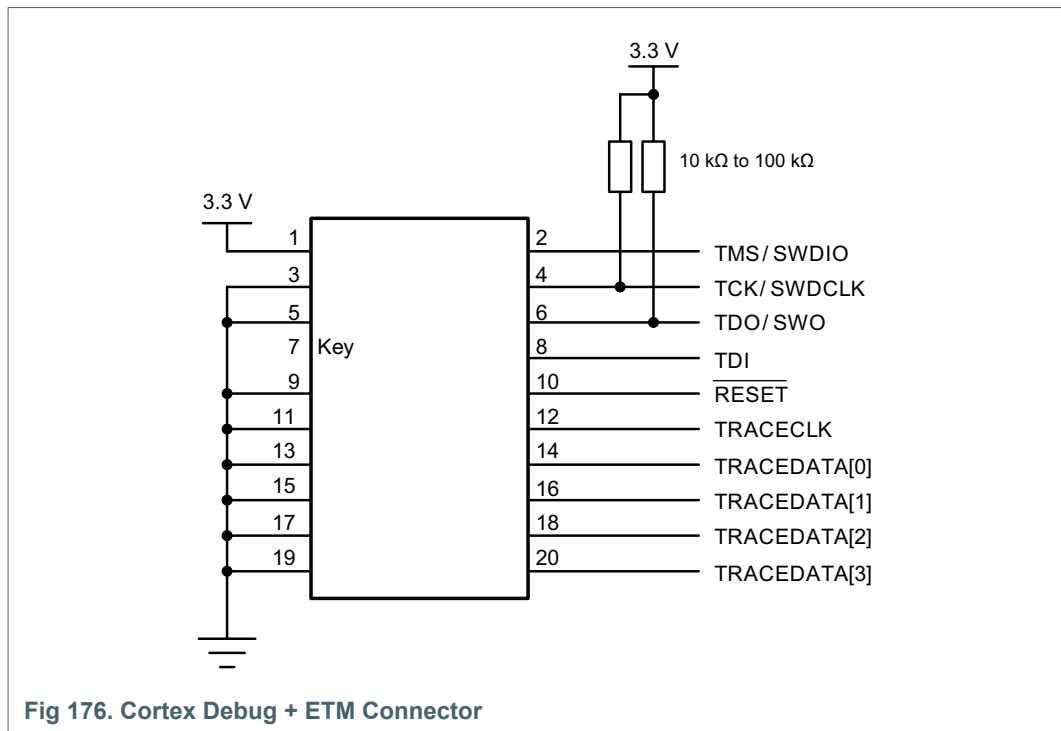 3.3 V
10 kΩ to 100 kΩ
3.3 V
1
2
TMS/ SWDIO
3
4
TCK/ SWDCLK
5
6
TDO/ SWO
7
Key
8
TDI
9
10
RESET
11
12
TRACECLK
13
14
TRACEDATA[0]
15
16
TRACEDATA[1]
17
18
TRACEDATA[2]
19
20
TRACEDATA[3]
Fig 176. Cortex Debug + ETM Connector